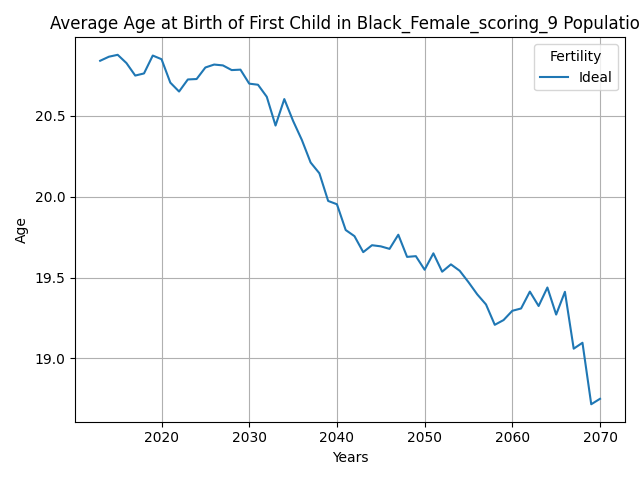 Average Age at Birth of First Child in Black_Female_scoring_9 Populatio
Fertility
Ideal
Age
20.5
20.0
19.5
19.0
2020 2030 2040 2050 2060 2070
Years